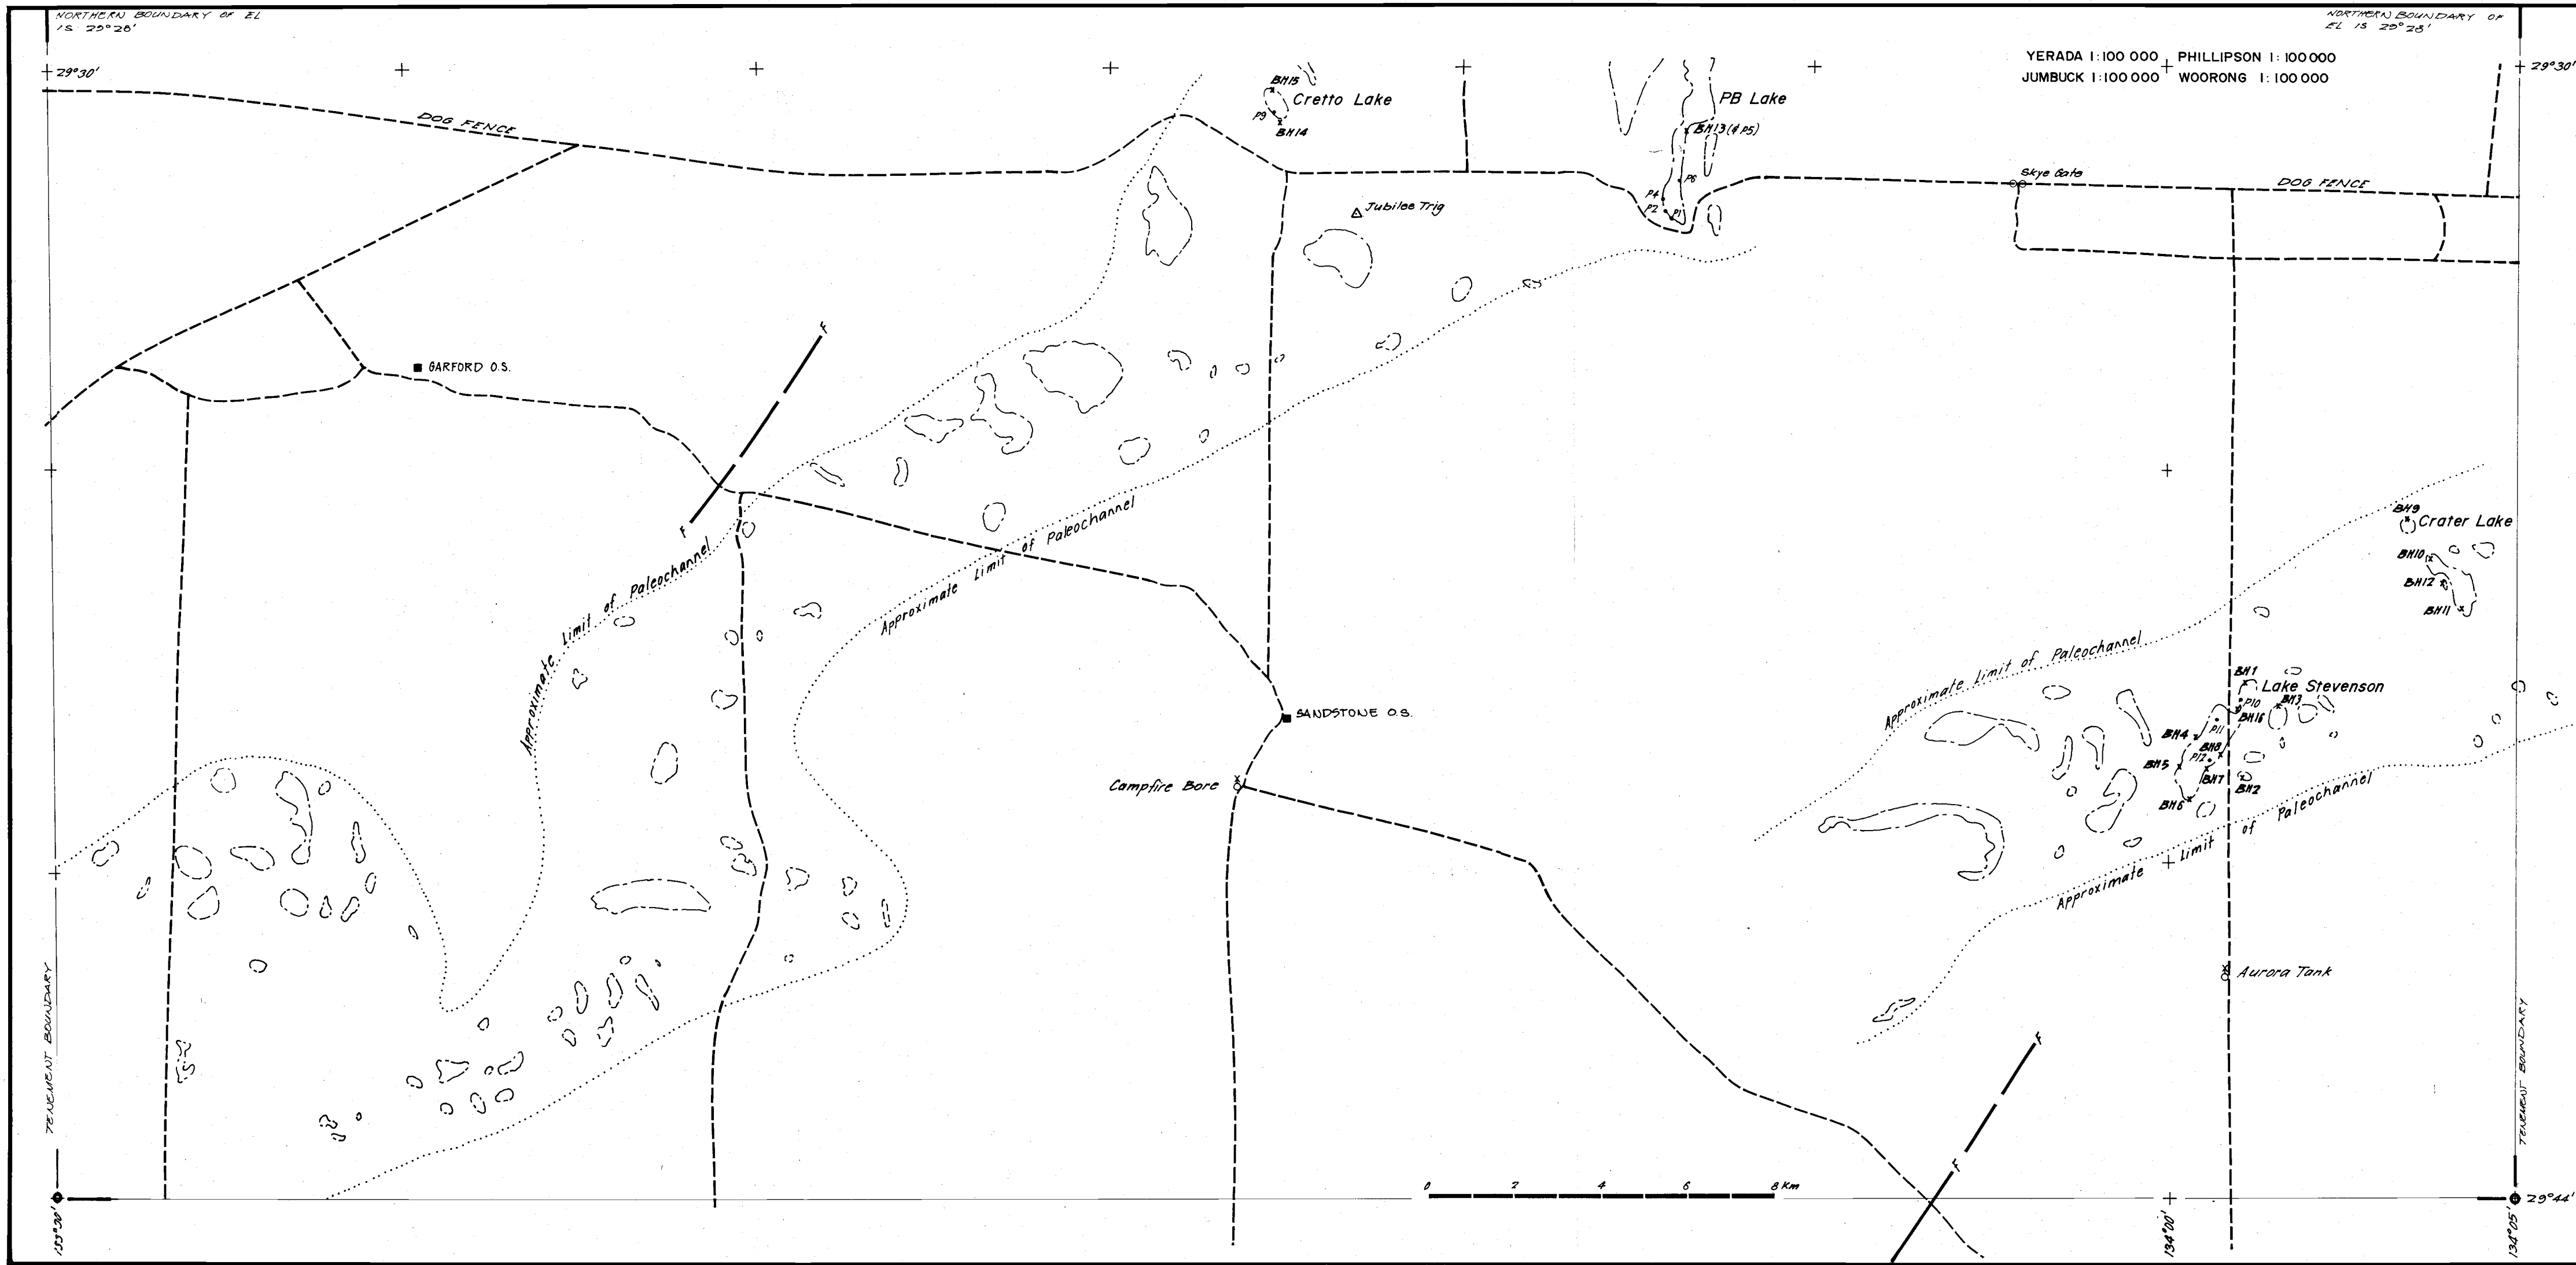 NORTHERN BOUNDARY OF EL
IS 29°28'
NORTHERN BOUNDARY OF
EL IS 29°28'
YERADA 1:100 000 PHILLIPSON 1:100 000
JUMBUCK 1:100 000 WOORONG 1:100 000
29°30'
29°30'
BH15
Cretto Lake
P9
BH14
PB Lake
BH13 (& P5)
DOG FENCE
P6
P4
P2
P1
Skye Gate
DOG FENCE
Jubilee Trig
F
GARFORD O.S.
F
Approximate Limit of Paleochannel
Approximate Limit of Paleochannel
BH9
Crater Lake
BH10
BH12
BH11
Approximate Limit of Paleochannel
BH1
Lake Stevenson
P10
BH3
BH16
P11
BH4
BH8
P12
BH5
BH7
BH2
BH6
SANDSTONE O.S.
Campfire Bore
Approximate Limit of Paleochannel
Aurora Tank
TENEMENT BOUNDARY
TENEMENT BOUNDARY
F
F
0 2 4 6 8 Km
29°44'
133°30'
134°00'
134°05'